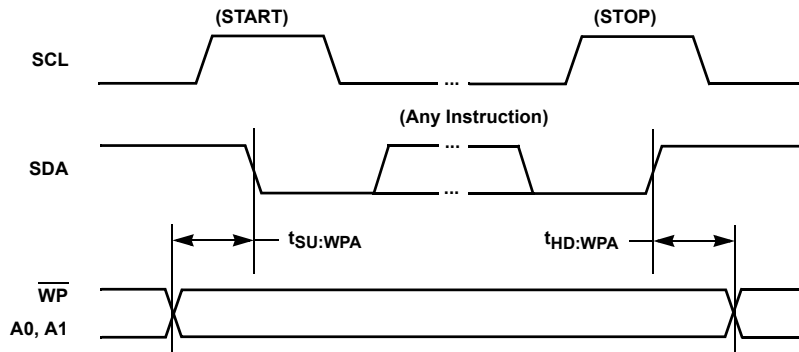 (START)
(STOP)
SCL
...
(Any Instruction)
SDA
...
...
tSU:WPA
tHD:WPA
WP
A0, A1